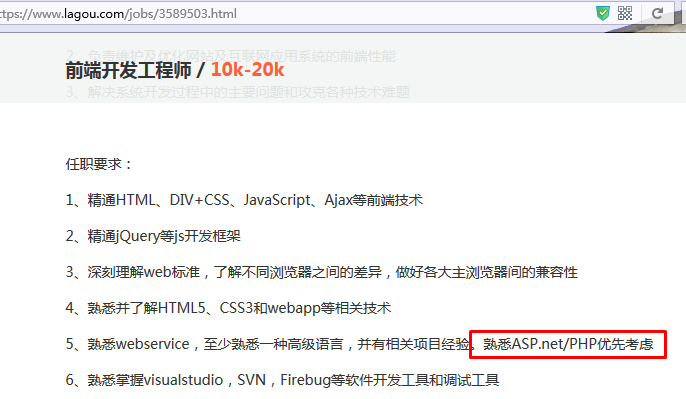 ttps://www.lagou.com/jobs/3589503.html
2、负责维护及优化网站及互联网应用系统的前端性能
前端开发工程师 / 10k-20k
3、解决系统开发过程中的主要问题和攻克各种技术难题
任职要求：
1、精通HTML、DIV+CSS、JavaScript、Ajax等前端技术
2、精通jQuery等js开发框架
3、深刻理解web标准，了解不同浏览器之间的差异，做好各大主浏览器间的兼容性
4、熟悉并了解HTML5、CSS3和webapp等相关技术
5、熟悉webservice，至少熟悉一种高级语言，并有相关项目经验。熟悉ASP.net/PHP优先考虑
6、熟悉掌握visualstudio，SVN，Firebug等软件开发工具和调试工具